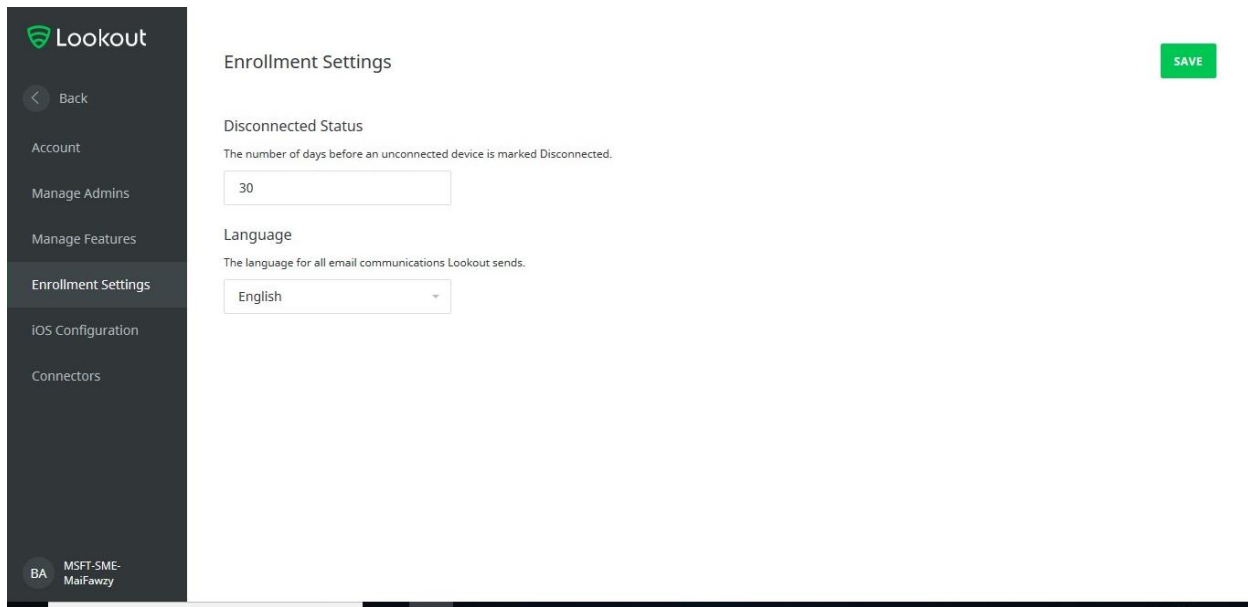 Lookout
Back
Account
Manage Admins
Manage Features
Enrollment Settings
iOS Configuration
Connectors
BA
MSFT-SME-
MaiFawzy
Enrollment Settings
SAVE
Disconnected Status
The number of days before an unconnected device is marked Disconnected.
30
Language
The language for all email communications Lookout sends.
English